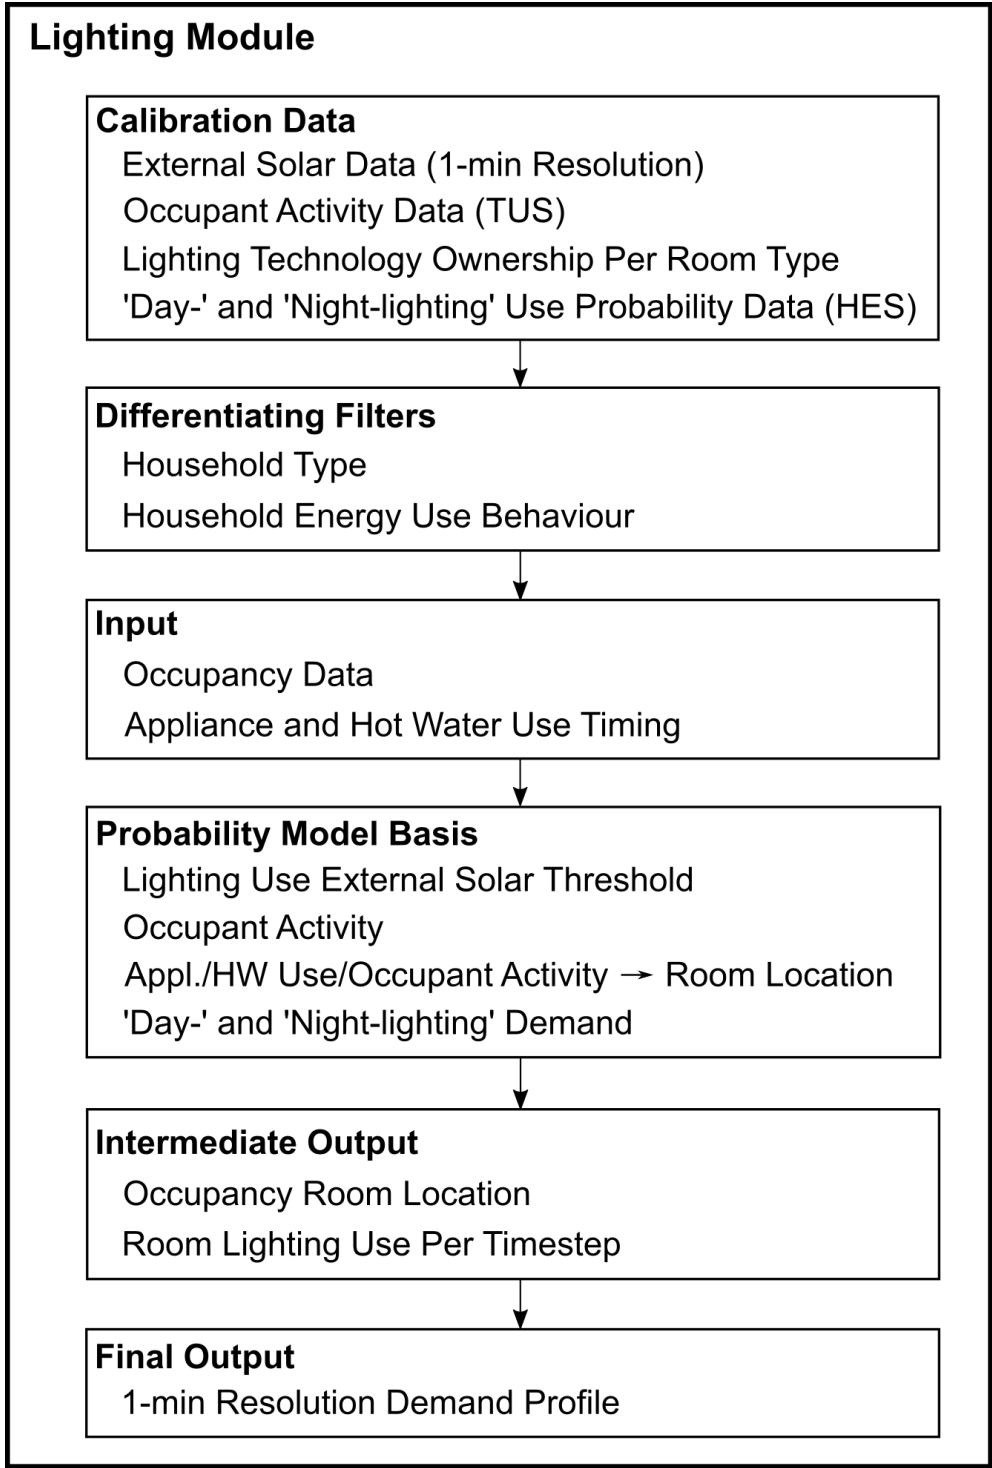 Lighting Module
Calibration Data
External Solar Data (1-min Resolution)
Occupant Activity Data (TUS)
Lighting Technology Ownership Per Room Type
'Day-' and 'Night-lighting' Use Probability Data (HES)
Differentiating Filters
Household Type
Household Energy Use Behaviour
Input
Occupancy Data
Appliance and Hot Water Use Timing
Probability Model Basis
Lighting Use External Solar Threshold
Occupant Activity
Appl./HW Use/Occupant Activity → Room Location
'Day-' and 'Night-lighting' Demand
Intermediate Output
Occupancy Room Location
Room Lighting Use Per Timestep
Final Output
1-min Resolution Demand Profile